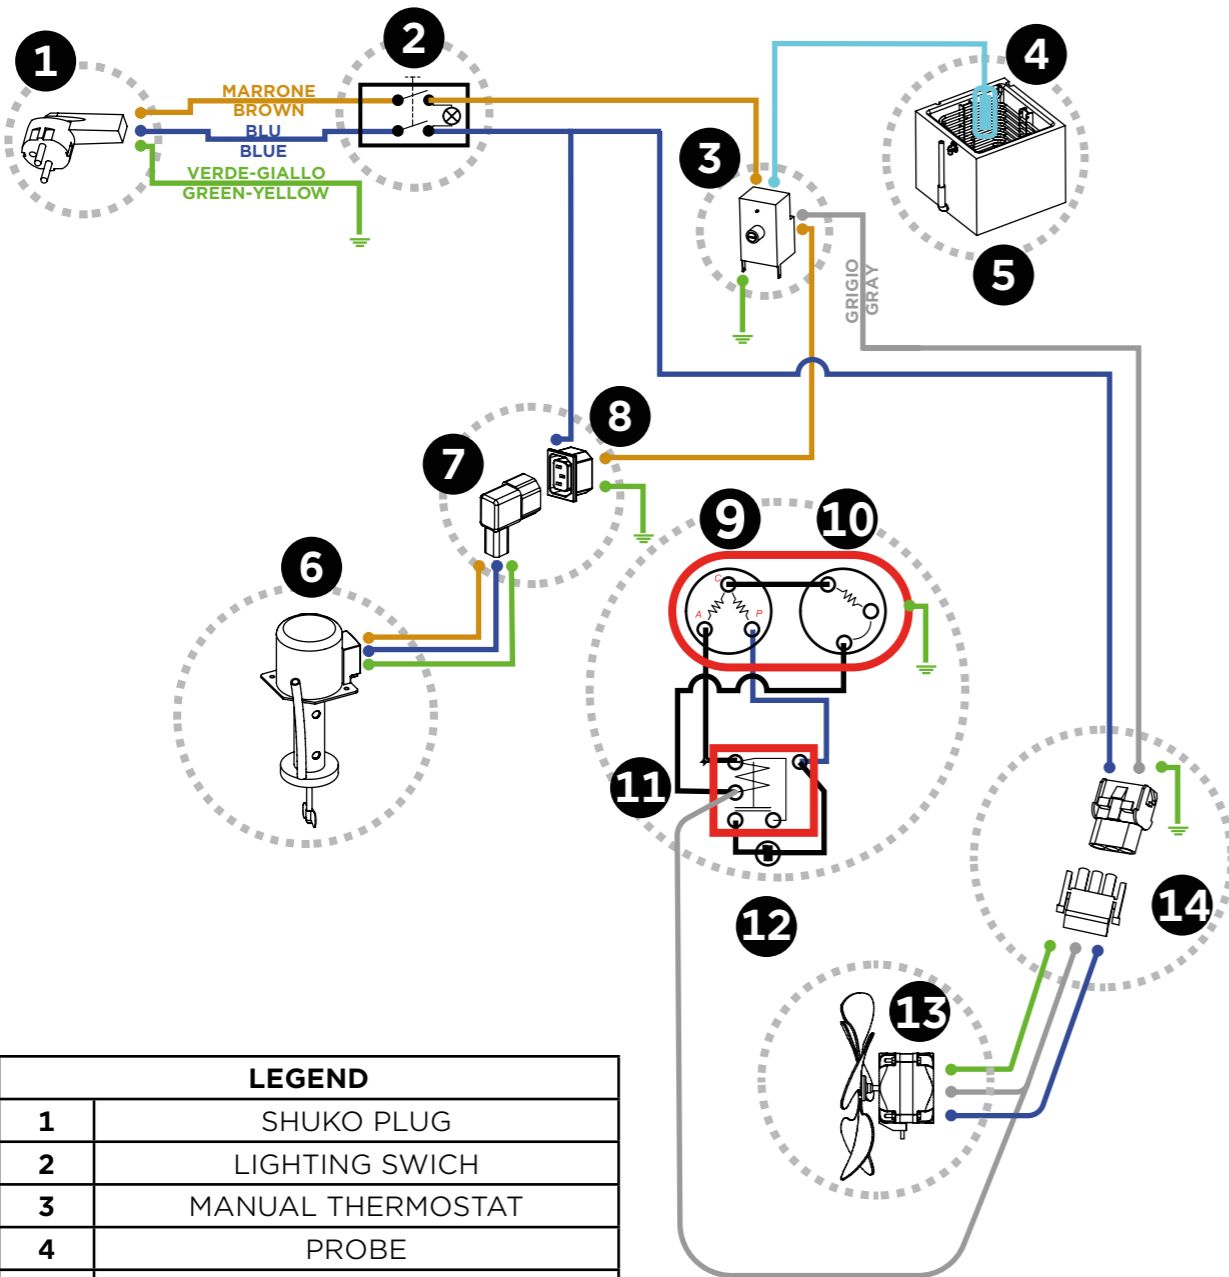 1
2
4
MARRONE
BROWN
BLU
BLUE
VERDE-GIALLO
GREEN-YELLOW
3
5
GRIGIO
GRAY
8
7
9
10
6
C
A
P
11
12
14
13
LEGEND
1 SHUKO PLUG
2 LIGHTING SWICH
3 MANUAL THERMOSTAT
4 PROBE